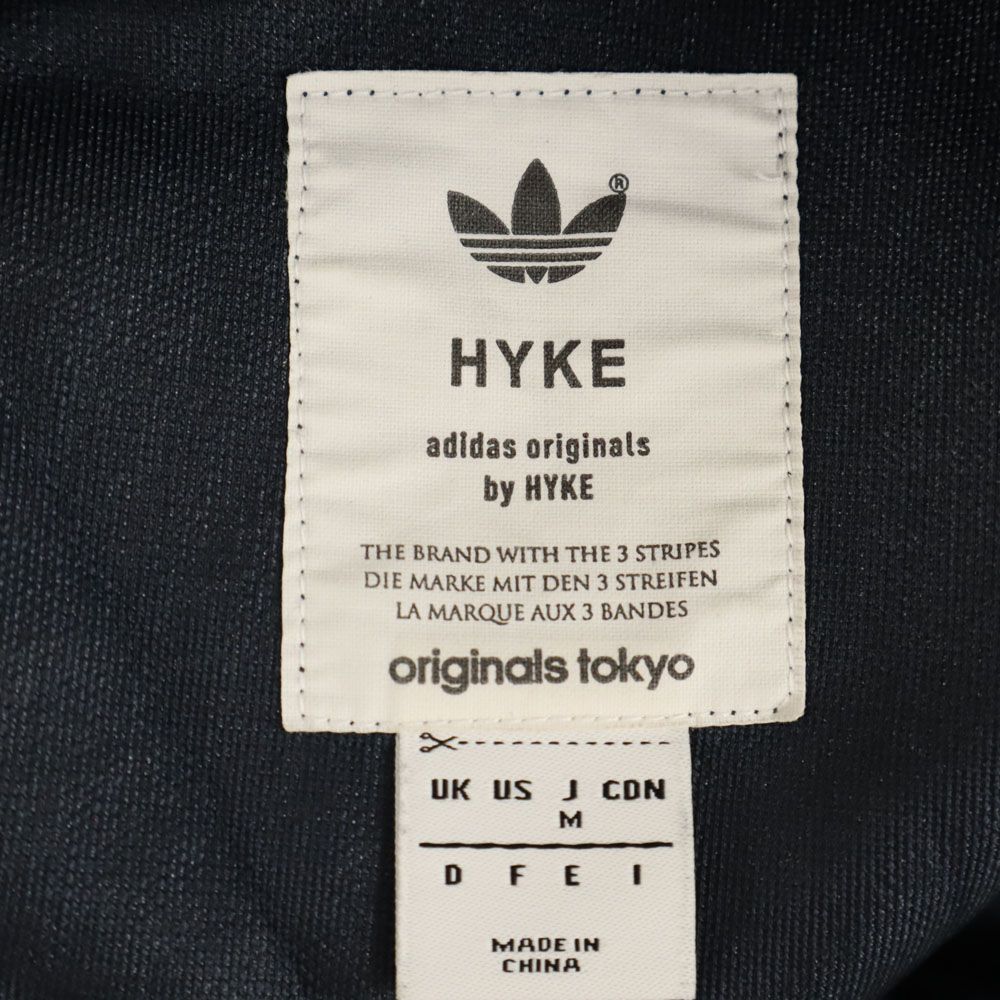 ®
HYKE
adidas originals
by HYKE
THE BRAND WITH THE 3 STRIPES
DIE MARKE MIT DEN 3 STREIFEN
LA MARQUE AUX 3 BANDES
originals tokyo
UK US J CDN
M
D F E I
MADE IN
CHINA